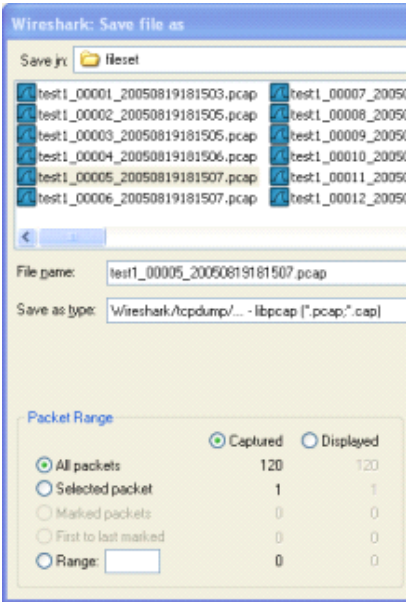 Wireshark: Save file as
Save in: fileset
test1_00001_20050819181503.pcap test1_00007_2005
test1_00002_20050819181505.pcap test1_00008_2005
test1_00003_20050819181505.pcap test1_00009_2005
test1_00004_20050819181506.pcap test1_00010_2005
test1_00005_20050819181507.pcap test1_00011_2005
test1_00006_20050819181507.pcap test1_00012_2005
File name: test1_00005_20050819181507.pcap
Save as type: Wireshark/tcpdump/... - libpcap (*.pcap;*.cap)
Packet Range
Captured Displayed
All packets 120 120
Selected packet 1 1
Marked packets 0 0
First to last marked 0 0
Range: 0 0